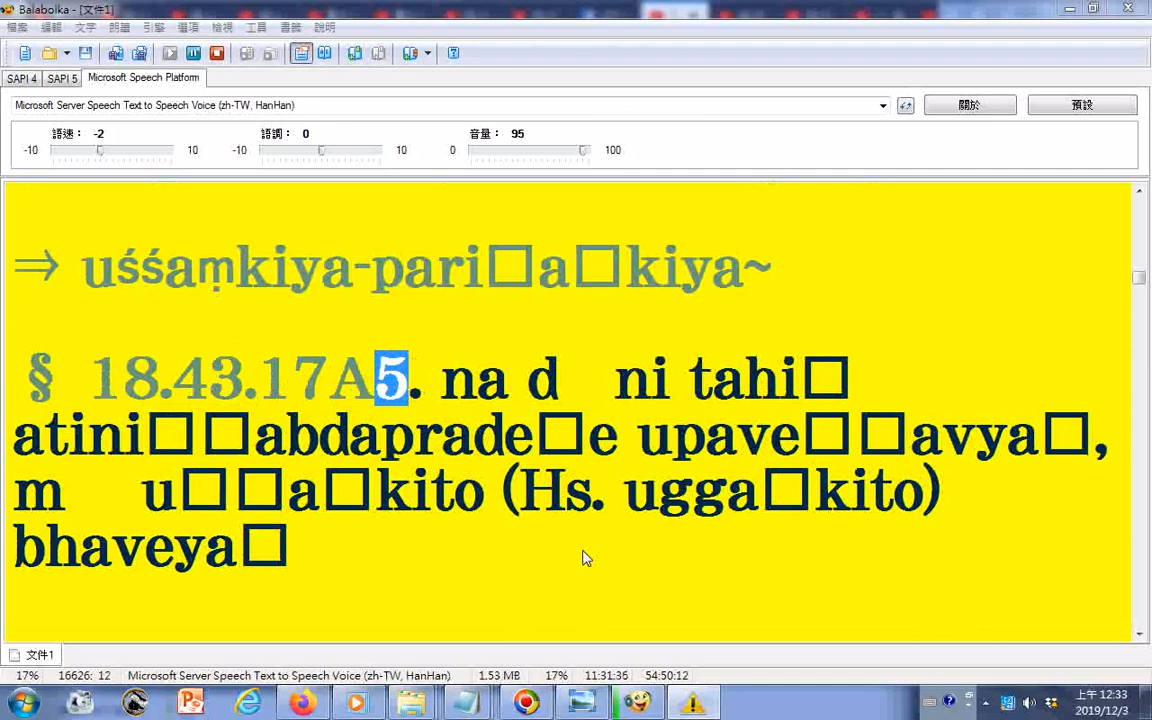 Balabolka - [文件1]
檔案 編輯 文字 朗讀 引擎 選項 檢視 工具 書籤 說明
SAPI 4 SAPI 5 Microsoft Speech Platform
Microsoft Server Speech Text to Speech Voice (zh-TW, HanHan) 關於 預設
語速： -2 語調： 0 音量： 95
-10 10 -10 10 0 100
⇒ uśśaṃkiya-pari□a□kiya~
§ 18.43.17A5. na d ni tahi□
atini□□abdaprade□e upave□□avya□,
m u□□a□kito (Hs. ugga□kito)
bhaveya□
文件1
17% 16626: 12 Microsoft Server Speech Text to Speech Voice (zh-TW, HanHan) 1.53 MB 17% 11:31:36 54:50:12
上午 12:33
2019/12/3